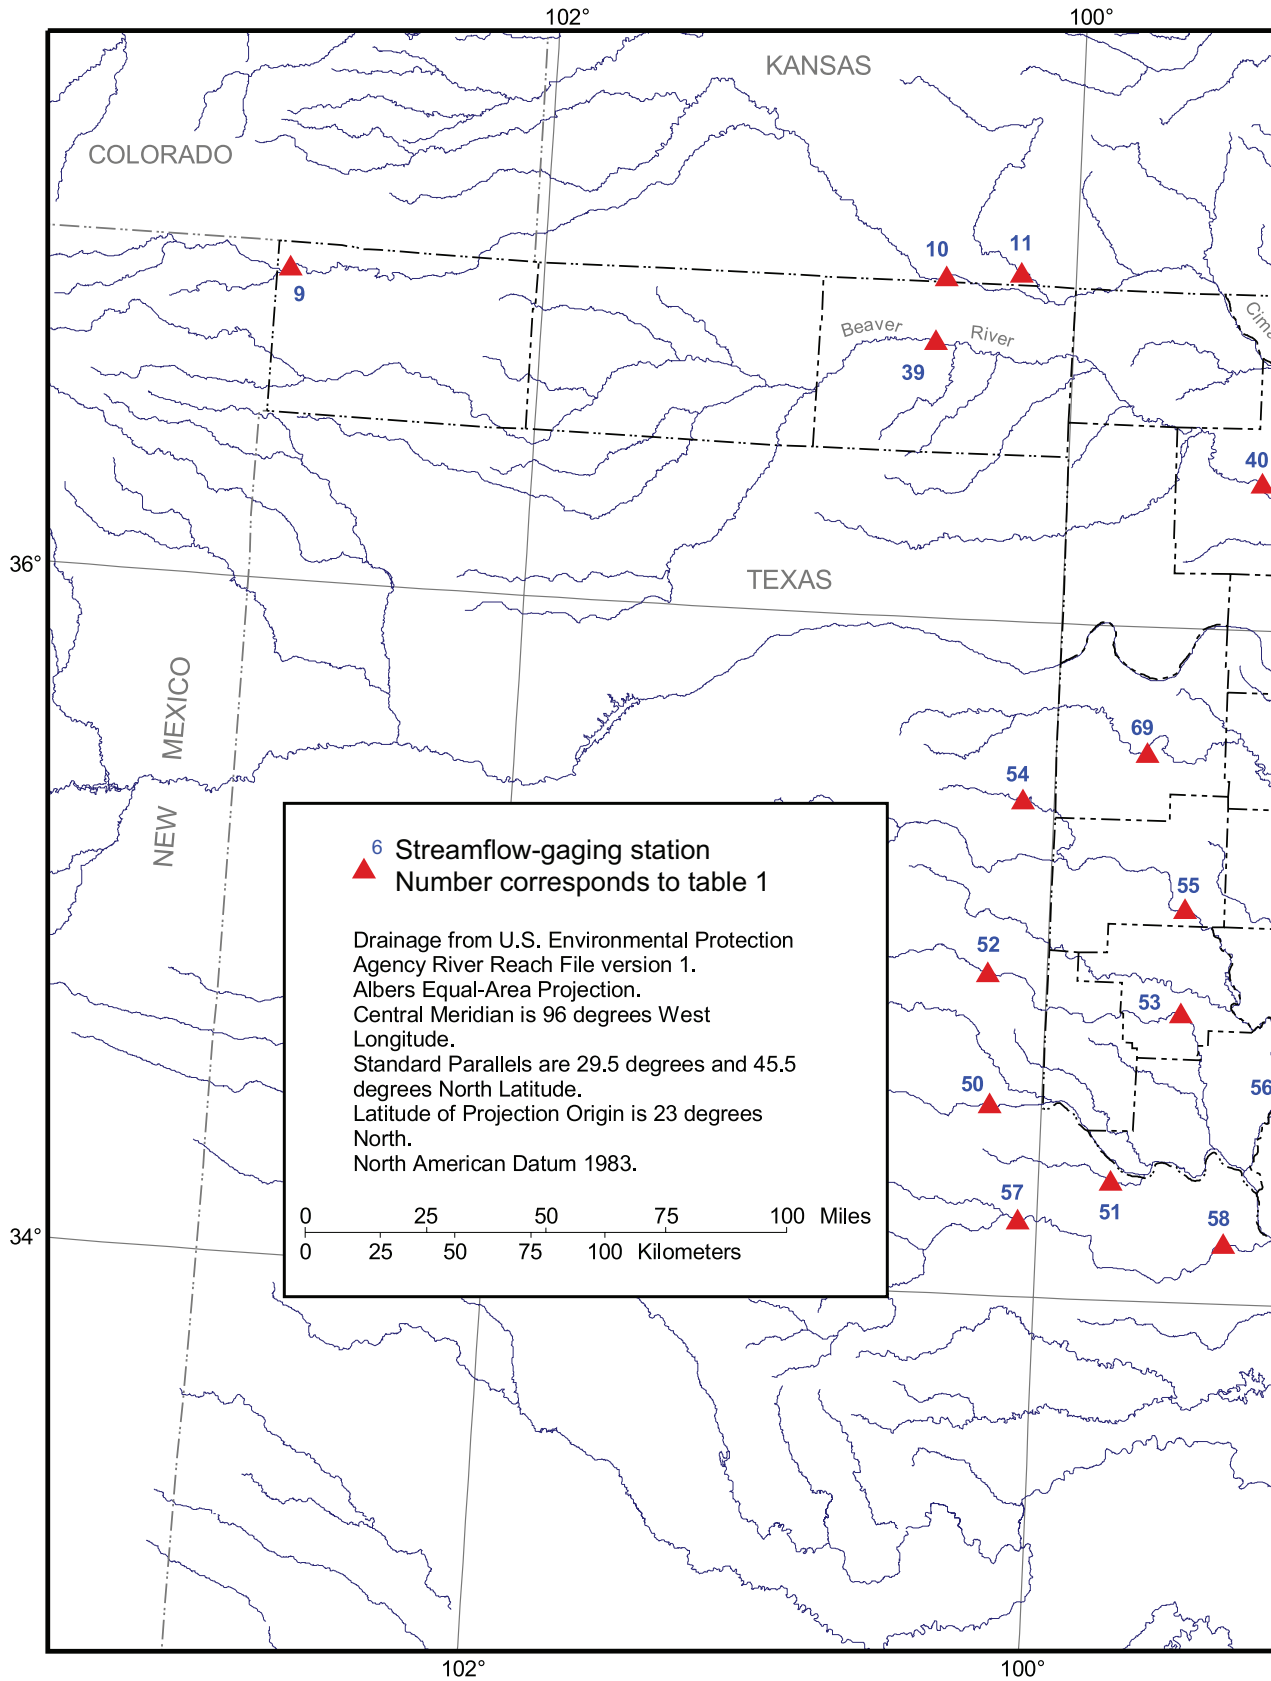 102°
100°
KANSAS
COLORADO
11
10
9
Beaver River
Cima
39
40
36°
TEXAS
NEW MEXICO
69
54
6 Streamflow-gaging station
Number corresponds to table 1
55
Drainage from U.S. Environmental Protection
Agency River Reach File version 1.
Albers Equal-Area Projection.
Central Meridian is 96 degrees West
Longitude.
Standard Parallels are 29.5 degrees and 45.5
degrees North Latitude.
Latitude of Projection Origin is 23 degrees
North.
North American Datum 1983.
52
53
50
56
57
51
58
0 25 50 75 100 Miles
0 25 50 75 100 Kilometers
34°
102°
100°